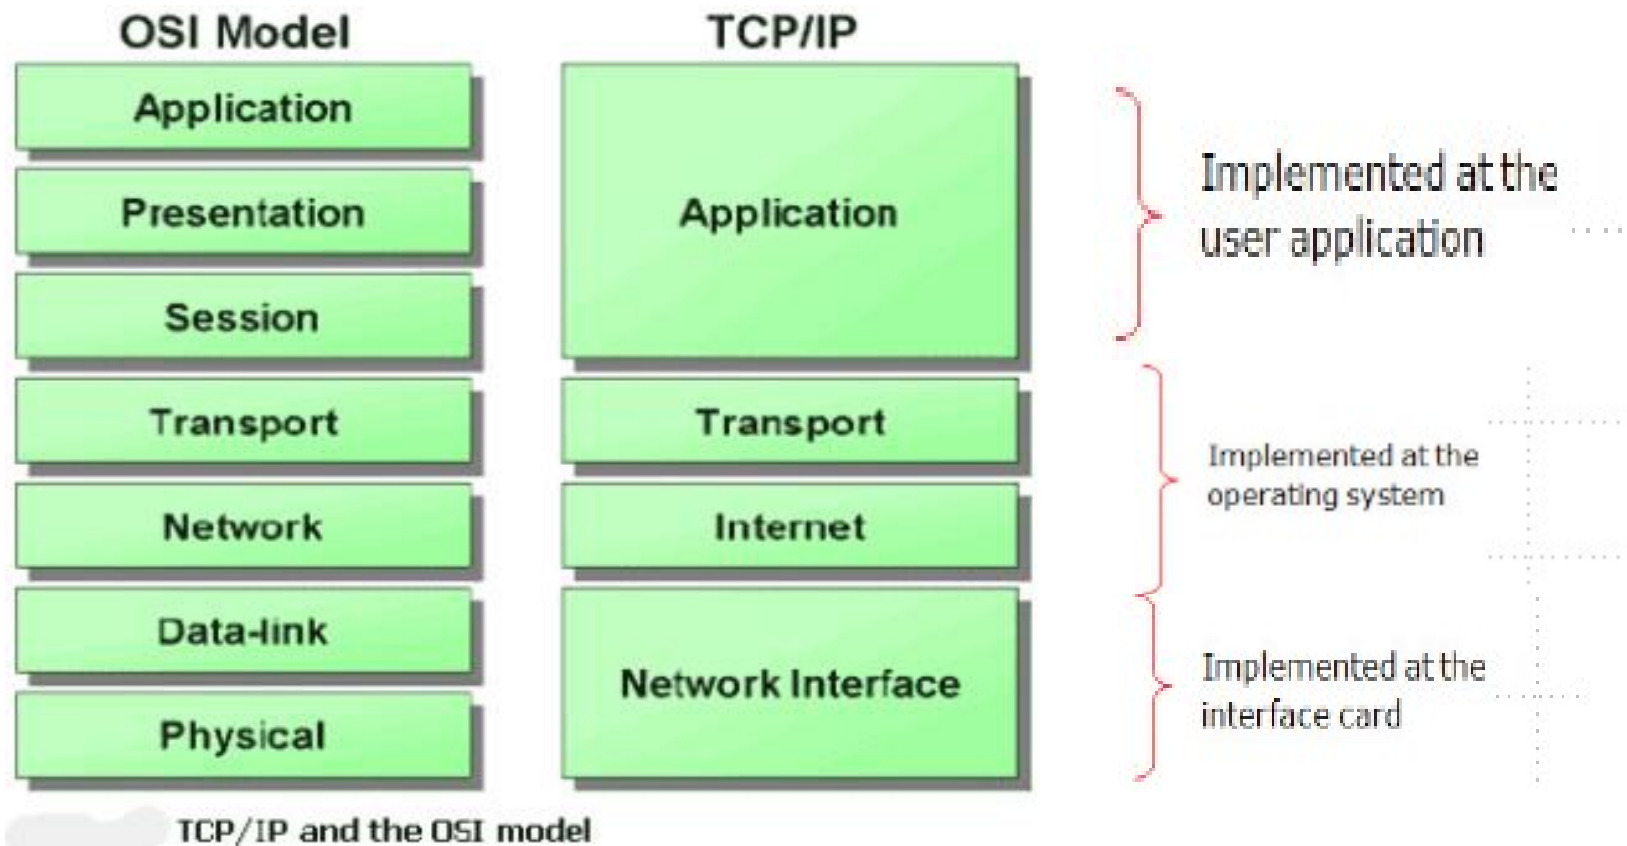 OSI Model
Application
Presentation
Session
Transport
Network
Data-link
Physical
TCP/IP
Application
Transport
Internet
Network Interface
Implemented at the
user application
Implemented at the
operating system
Implemented at the
interface card
TCP/IP and the OSI model